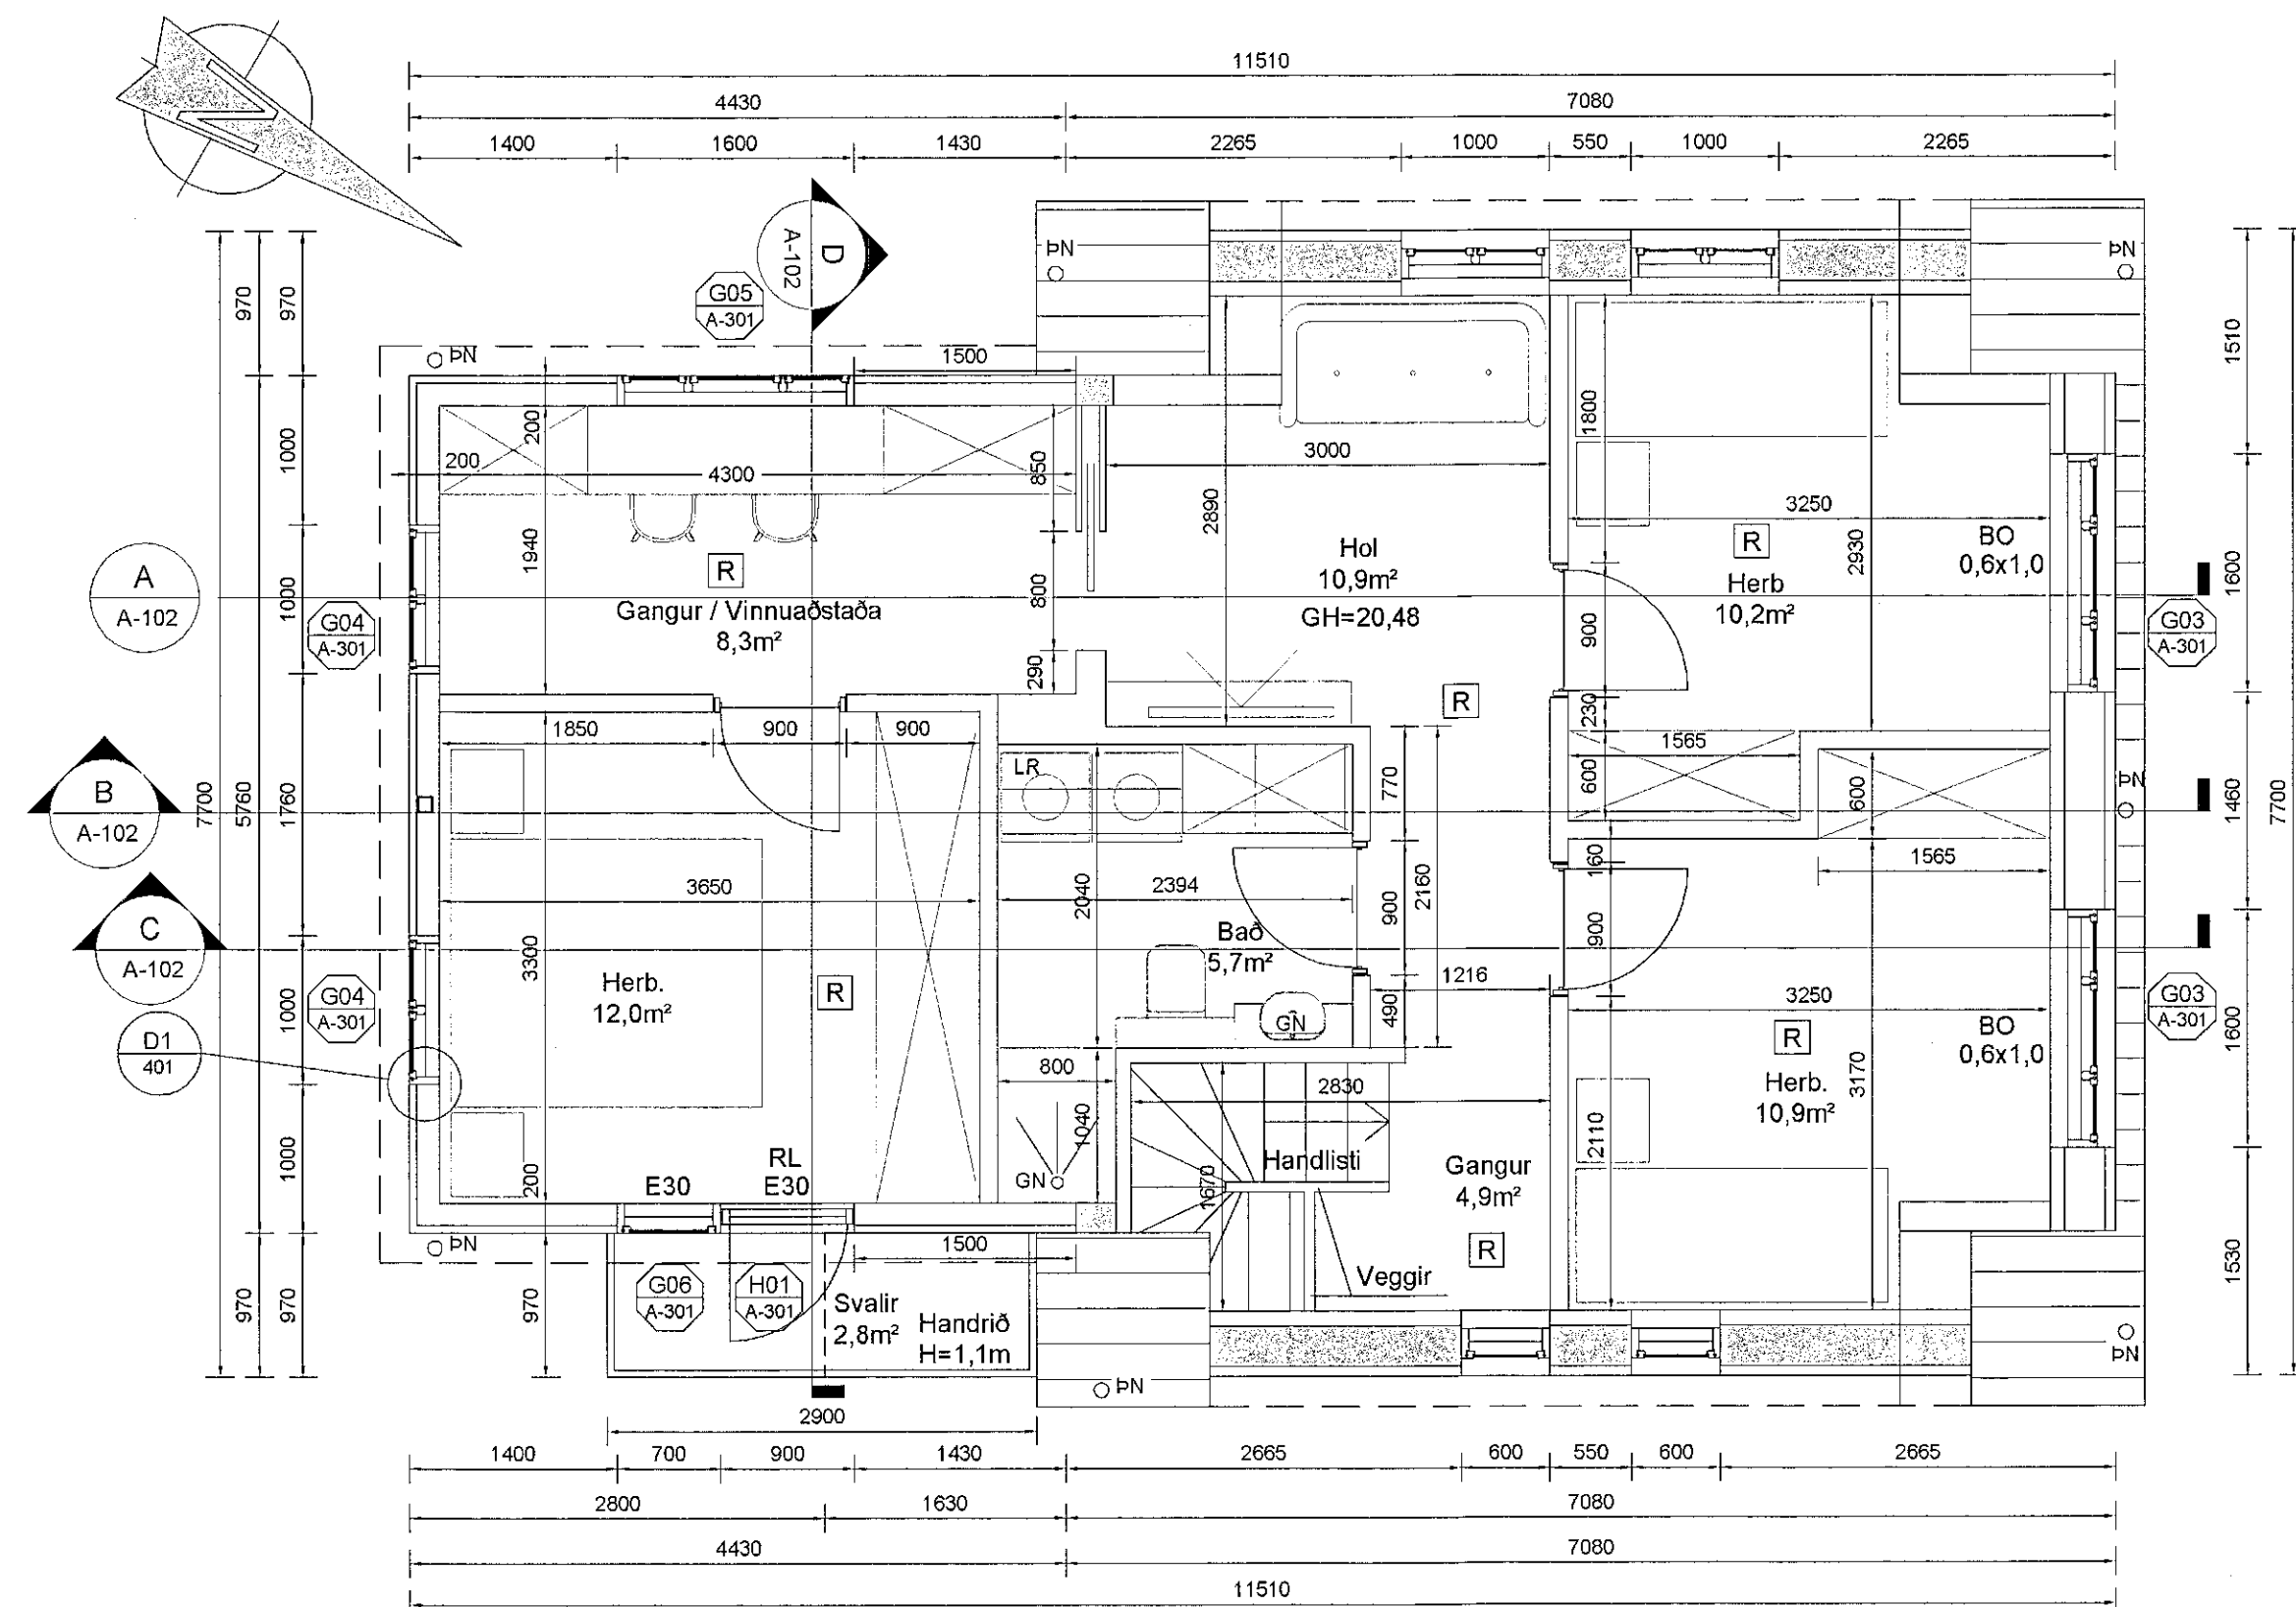 11510
4430
7080
1400
1600
1430
2265
1000
550
1000
2265
D
A-102
G05
A-301
ÞN
ÞN
ÞN
970
970
1510
1500
200
1000
200
4300
850
3000
1800
2890
3250
2930
BO
0,6x1,0
1600
A
A-102
1940
R
Gangur / Vinnuaðstaða
8,3m²
800
Hol
10,9m²
GH=20,48
R
Herb
10,2m²
900
1000
G04
A-301
G03
A-301
290
R
230
1850
900
900
LR
770
1565
600
600
ÞN
B
A-102
7700
5760
1760
1460
7700
160
1565
3650
2040
2394
900
2160
C
A-102
3300
Bað
5,7m²
900
Herb.
12,0m²
R
1216
490
GN
3250
G04
A-301
1000
G03
A-301
R
BO
0,6x1,0
1600
D1
401
800
2830
Herb.
10,9m²
3170
1040
2110
1000
RL
E30
E30
200
GN
1670
Handlisti
Gangur
4,9m²
R
ÞN
1500
Veggir
1530
970
970
970
G06
A-301
H01
A-301
Svalir
2,8m²
Handrið
H=1,1m
ÞN
ÞN
2900
1400
700
900
1430
2665
600
550
600
2665
2800
1630
7080
4430
7080
11510